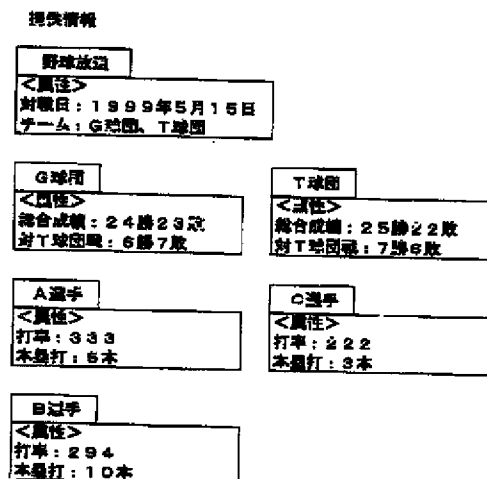 提供情報
野球放送
<属性>
対戦日：1999年5月15日
チーム：G球団、T球団
G球団
<属性>
総合成績：24勝23敗
対T球団戦：6勝7敗
T球団
<属性>
総合成績：25勝22敗
対G球団戦：7勝6敗
A選手
<属性>
打率：333
本塁打：5本
C選手
<属性>
打率：222
本塁打：3本
B選手
<属性>
打率：294
本塁打：10本